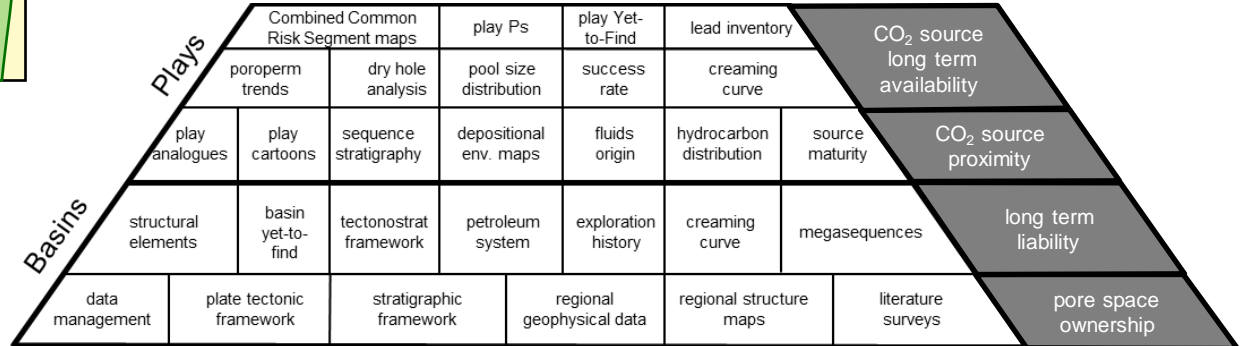 Plays
Combined Common
Risk Segment maps
play Ps
play Yet-
to-Find
lead inventory
CO₂ source
long term
availability
poroperm
trends
dry hole
analysis
pool size
distribution
success
rate
creaming
curve
play
analogues
play
cartoons
sequence
stratigraphy
depositional
env. maps
fluids
origin
hydrocarbon
distribution
source
maturity
CO₂ source
proximity
Basins
structural
elements
basin
yet-to-
find
tectonostrat
framework
petroleum
system
exploration
history
creaming
curve
megasequences
long term
liability
data
management
plate tectonic
framework
stratigraphic
framework
regional
geophysical data
regional structure
maps
literature
surveys
pore space
ownership